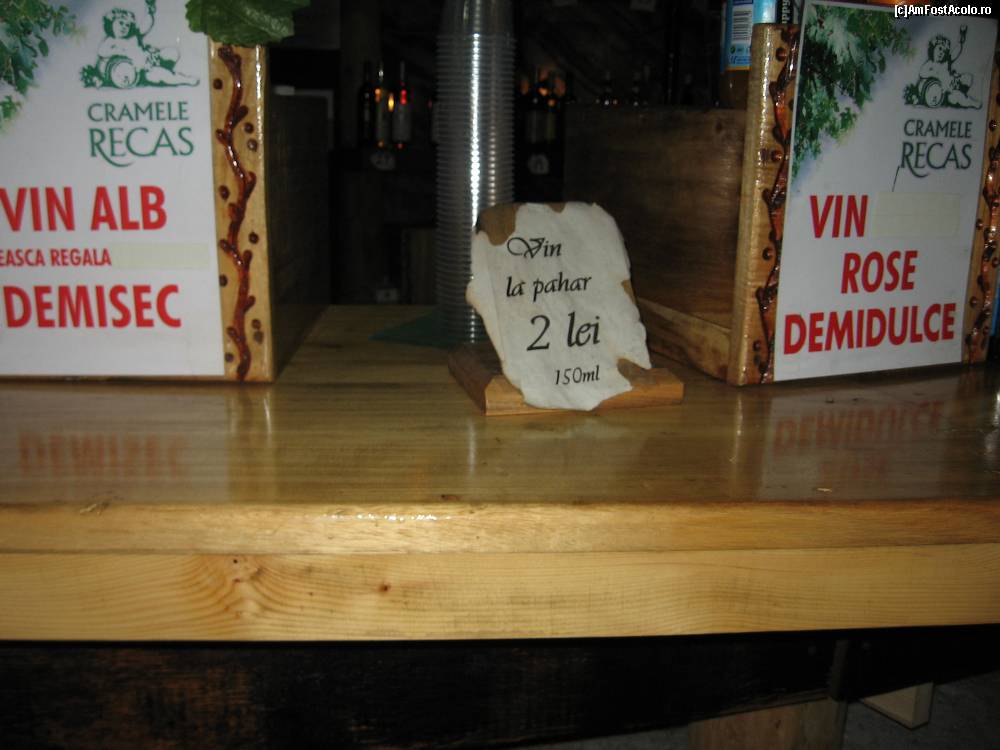 (c)AmFostAcolo.ro
CRAMELE
RECAS
VIN ALB
EASCA REGALA
DEMISEC
Vin
la pahar
2 lei
150ml
CRAMELE
RECAS
VIN
ROSE
DEMIDULCE